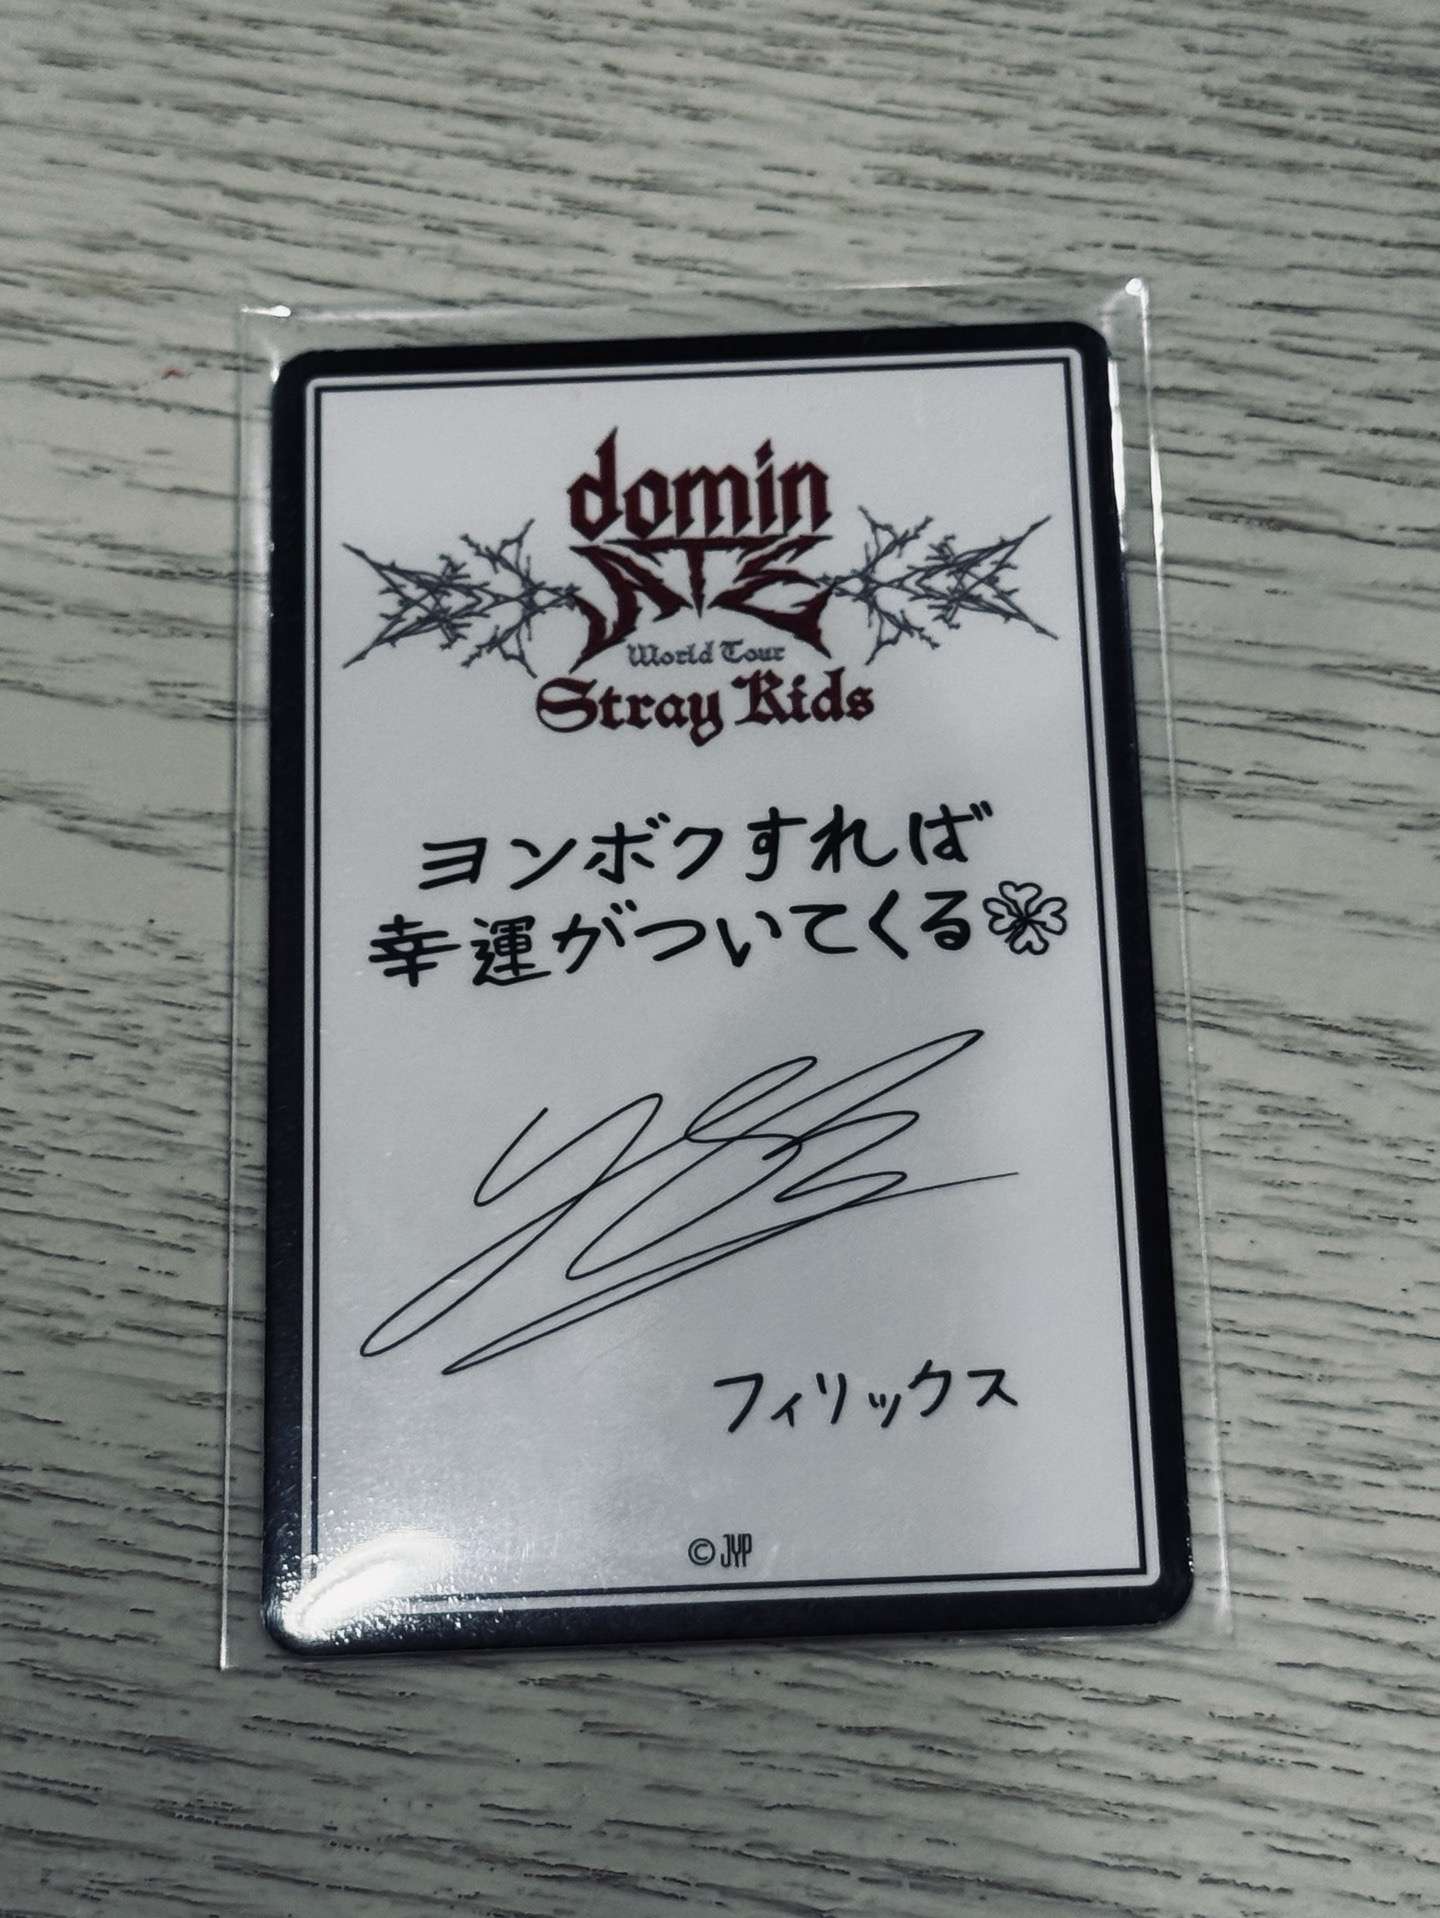 domin
ATE
World Tour
Stray Kids
ヨンボクすれば
幸運がついてくる
フィリックス
© JYP